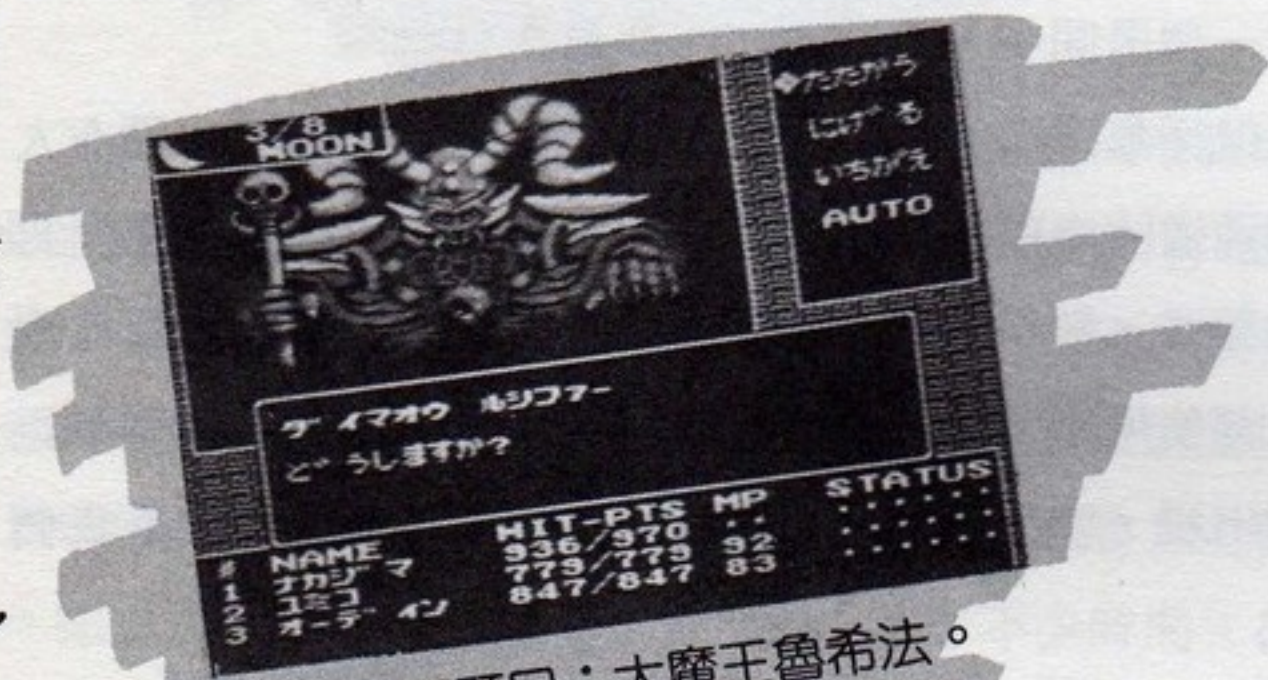 3/8
MOON
◆たたかう
にげる
いちがえ
AUTO
ダイマオウ ルシファー
どうしますか?
# NAME HIT-PTS MP STATUS
1 ナカジマ 936/970 ・・ ・・・・・・
2 ユミコ 779/779 92 ・・・・・・
3 オーディン 847/847 83 ・・・・・・
:大魔王魯希法。